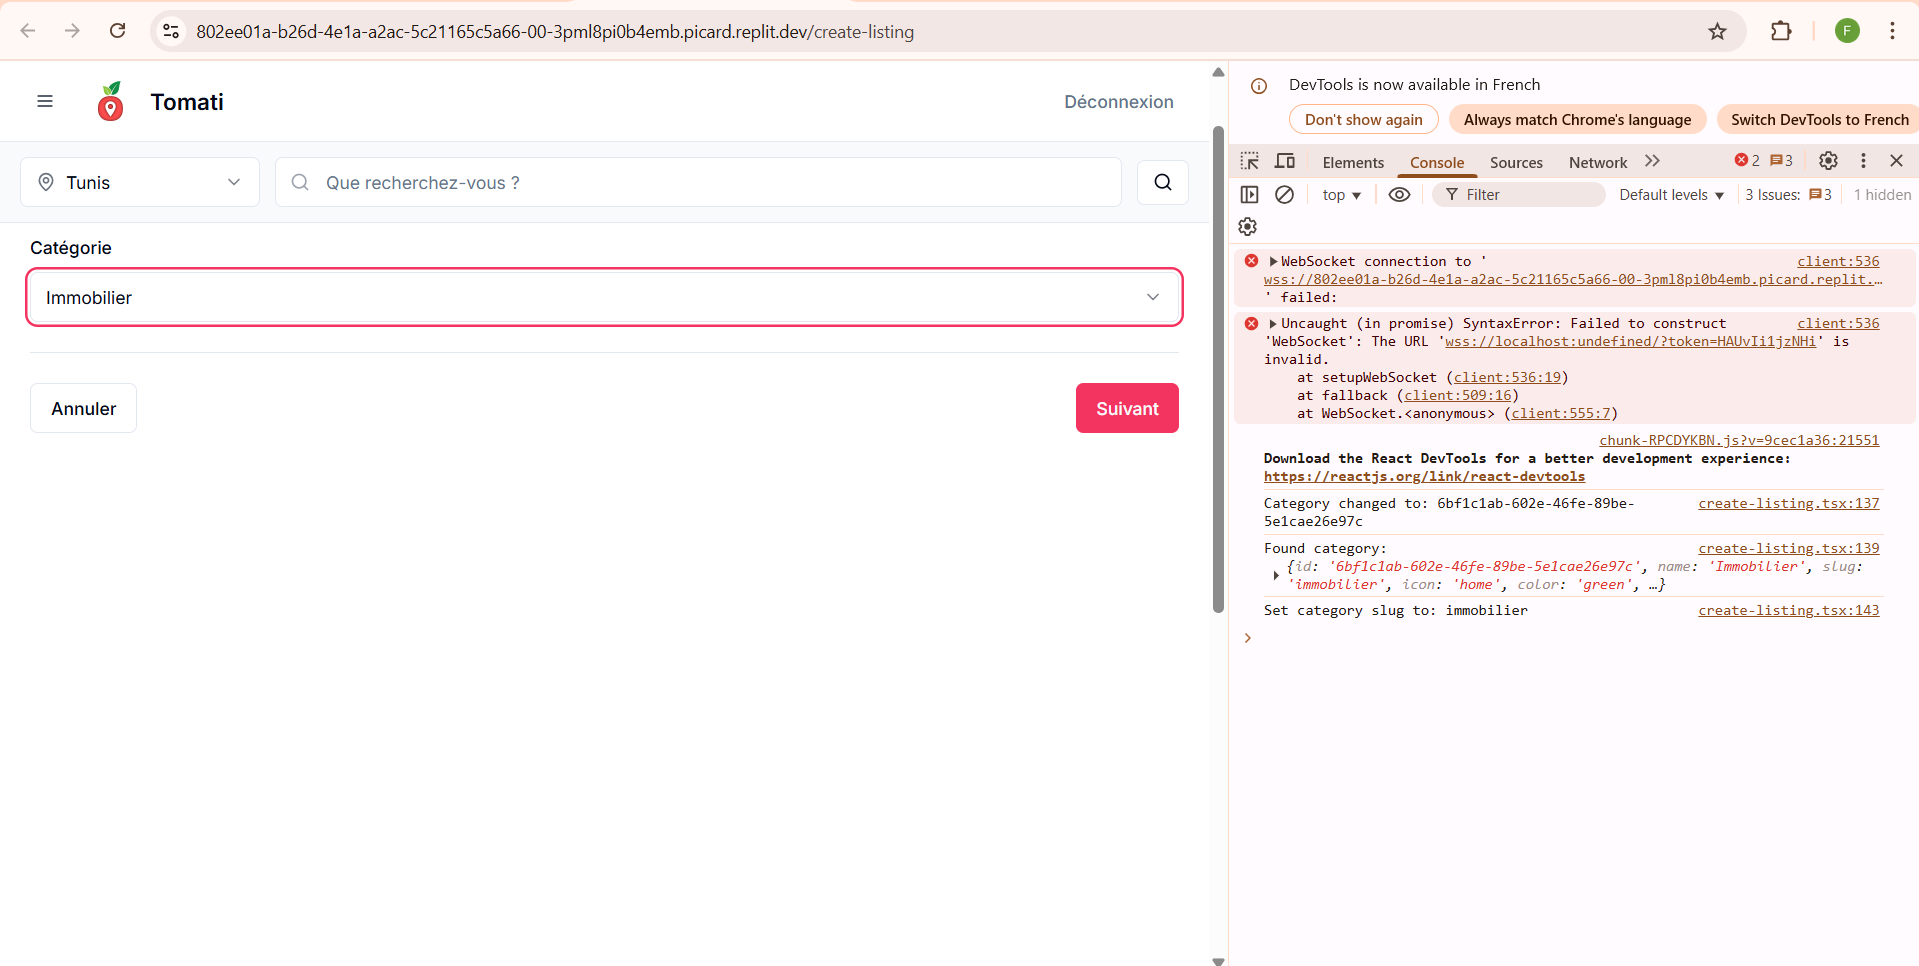 802ee01a-b26d-4e1a-a2ac-5c21165c5a66-00-3pml8pi0b4emb.picard.replit.dev/create-listing
F
Tomati
Déconnexion
Tunis
Que recherchez-vous ?
Catégorie
Immobilier
Annuler
Suivant
DevTools is now available in French
Don't show again
Always match Chrome's language
Switch DevTools to French
Elements
Console
Sources
Network
2
3
top
Filter
Default levels
3 Issues:
3
1 hidden
WebSocket connection to '
client:536
wss://802ee01a-b26d-4e1a-a2ac-5c21165c5a66-00-3pml8pi0b4emb.picard.replit.…
' failed:
Uncaught (in promise) SyntaxError: Failed to construct
client:536
'WebSocket': The URL 'wss://localhost:undefined/?token=HAUvIi1jzNHi' is
invalid.
at setupWebSocket (client:536:19)
at fallback (client:509:16)
at WebSocket.<anonymous> (client:555:7)
chunk-RPCDYKBN.js?v=9cec1a36:21551
Download the React DevTools for a better development experience:
https://reactjs.org/link/react-devtools
Category changed to: 6bf1c1ab-602e-46fe-89be-
create-listing.tsx:137
5e1cae26e97c
Found category:
create-listing.tsx:139
{id: '6bf1c1ab-602e-46fe-89be-5e1cae26e97c', name: 'Immobilier', slug:
'immobilier', icon: 'home', color: 'green', …}
Set category slug to: immobilier
create-listing.tsx:143